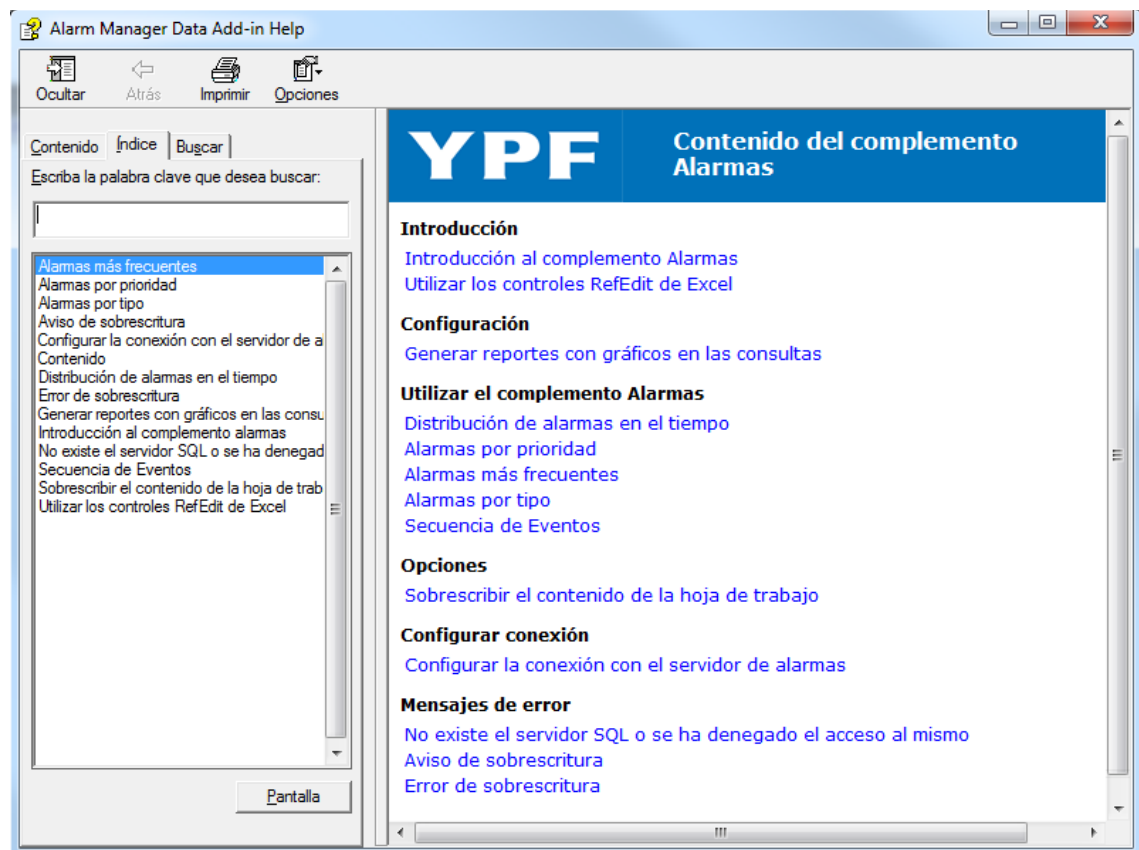 Alarm Manager Data Add-in Help
Ocultar Atrás Imprimir Opciones
Contenido Índice Buscar
Escriba la palabra clave que desea buscar:
Alarmas más frecuentes
Alarmas por prioridad
Alarmas por tipo
Aviso de sobrescritura
Configurar la conexión con el servidor de al
Contenido
Distribución de alarmas en el tiempo
Error de sobrescritura
Generar reportes con gráficos en las consu
Introducción al complemento alarmas
No existe el servidor SQL o se ha denegad
Secuencia de Eventos
Sobrescribir el contenido de la hoja de trab
Utilizar los controles RefEdit de Excel
Pantalla
YPF
Contenido del complemento
Alarmas
Introducción
Introducción al complemento Alarmas
Utilizar los controles RefEdit de Excel
Configuración
Generar reportes con gráficos en las consultas
Utilizar el complemento Alarmas
Distribución de alarmas en el tiempo
Alarmas por prioridad
Alarmas más frecuentes
Alarmas por tipo
Secuencia de Eventos
Opciones
Sobrescribir el contenido de la hoja de trabajo
Configurar conexión
Configurar la conexión con el servidor de alarmas
Mensajes de error
No existe el servidor SQL o se ha denegado el acceso al mismo
Aviso de sobrescritura
Error de sobrescritura